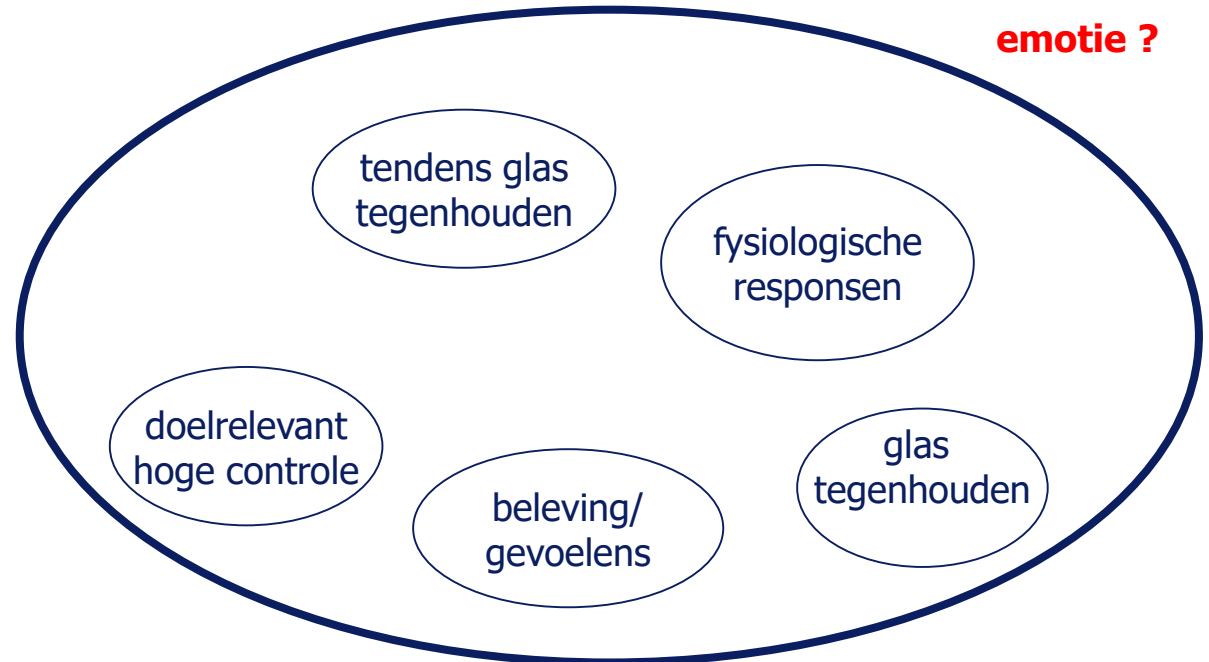 emotie ?
tendens glas
tegenhouden
fysiologische
responsen
doelrelevant
hoge controle
beleving/
gevoelens
glas
tegenhouden